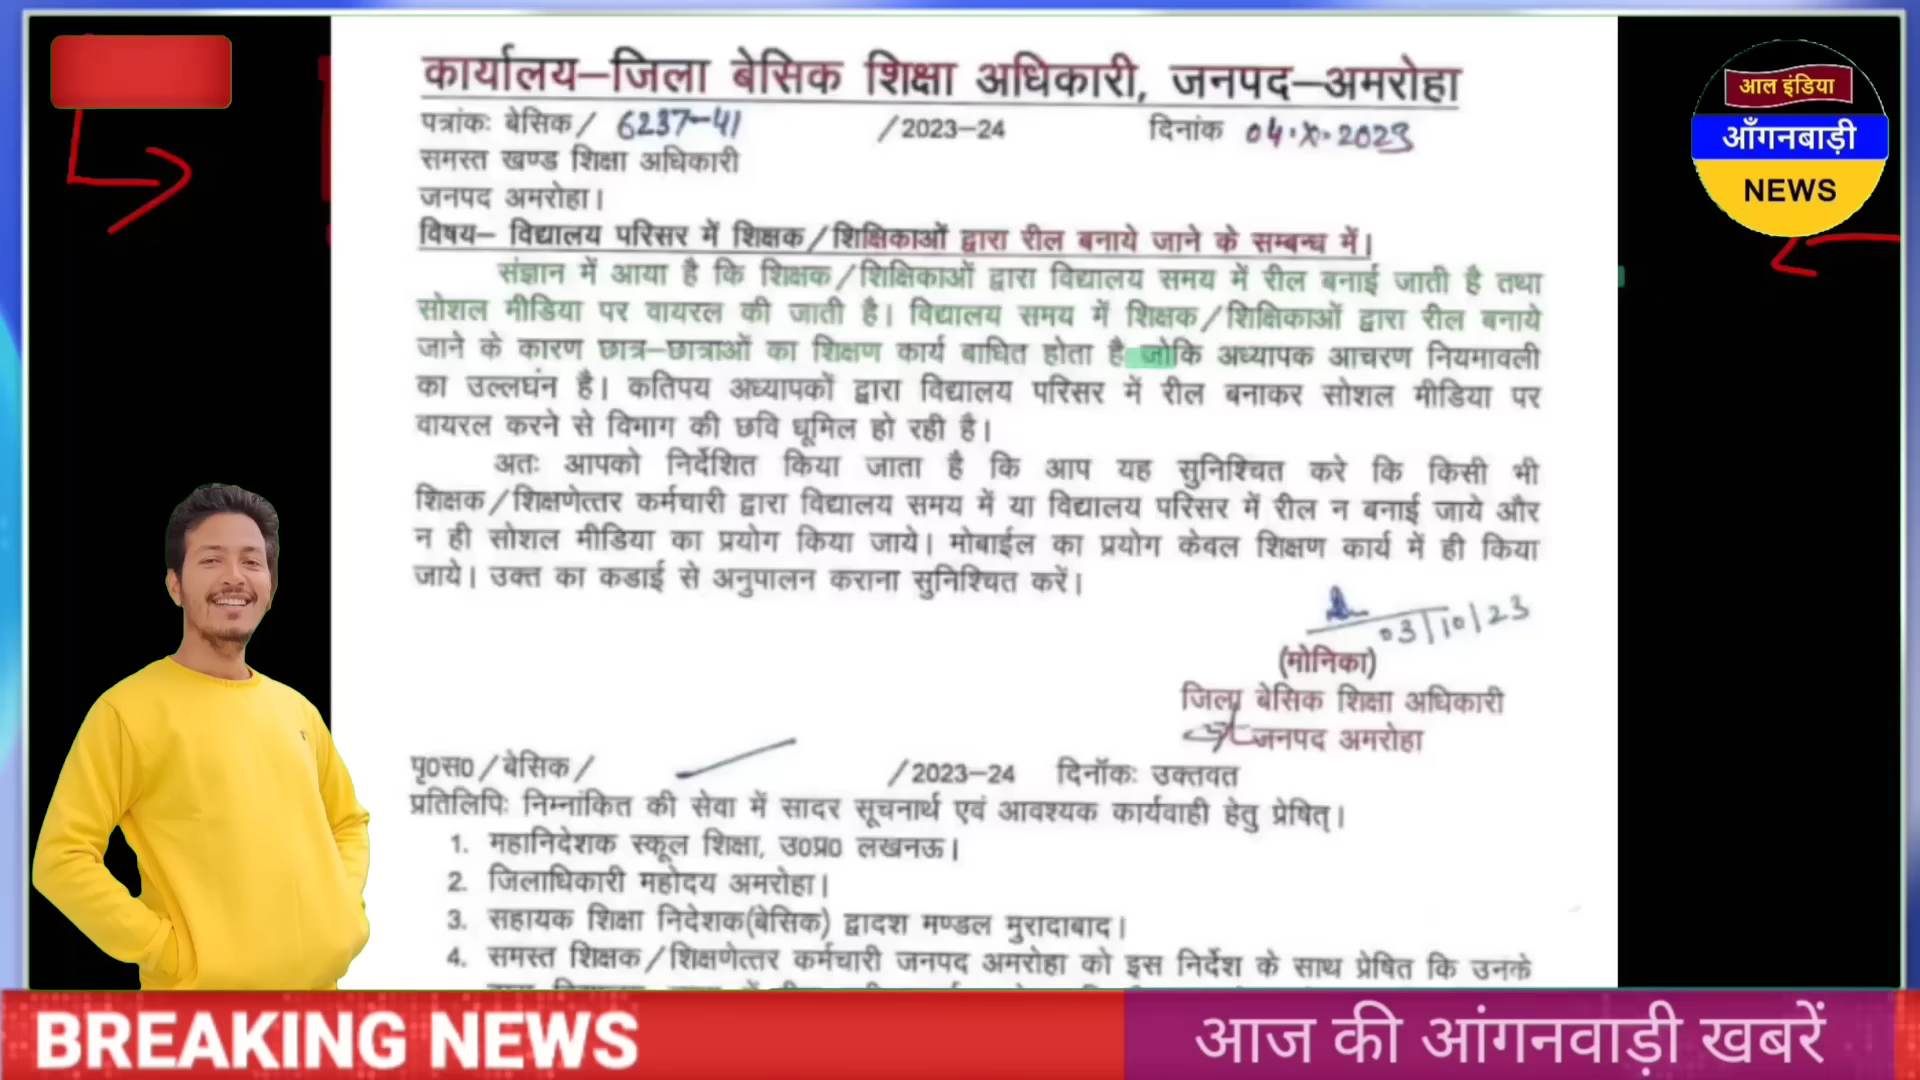 कार्यालय–जिला बेसिक शिक्षा अधिकारी, जनपद–अमरोहा
पत्रांकः बेसिक/ 6237-41 /2023–24 दिनांक 04.X.2023
समस्त खण्ड शिक्षा अधिकारी
जनपद अमरोहा।
विषय– विद्यालय परिसर में शिक्षक/शिक्षिकाओं द्वारा रील बनाये जाने के सम्बन्ध में।
संज्ञान में आया है कि शिक्षक/शिक्षिकाओं द्वारा विद्यालय समय में रील बनाई जाती है तथा
सोशल मीडिया पर वायरल की जाती है। विद्यालय समय में शिक्षक/शिक्षिकाओं द्वारा रील बनाये
जाने के कारण छात्र–छात्राओं का शिक्षण कार्य बाधित होता है जोकि अध्यापक आचरण नियमावली
का उल्लघंन है। कतिपय अध्यापकों द्वारा विद्यालय परिसर में रील बनाकर सोशल मीडिया पर
वायरल करने से विभाग की छवि धूमिल हो रही है।
अतः आपको निर्देशित किया जाता है कि आप यह सुनिश्चित करे कि किसी भी
शिक्षक/शिक्षणेत्तर कर्मचारी द्वारा विद्यालय समय में या विद्यालय परिसर में रील न बनाई जाये और
न ही सोशल मीडिया का प्रयोग किया जाये। मोबाईल का प्रयोग केवल शिक्षण कार्य में ही किया
जाये। उक्त का कडाई से अनुपालन कराना सुनिश्चित करें।
03/10/23
(मोनिका)
जिला बेसिक शिक्षा अधिकारी
जनपद अमरोहा
पृ0स0/बेसिक/ /2023–24 दिनॉकः उक्तवत
प्रतिलिपिः निम्नांकित की सेवा में सादर सूचनार्थ एवं आवश्यक कार्यवाही हेतु प्रेषित्।
1. महानिदेशक स्कूल शिक्षा, उ0प्र0 लखनऊ।
2. जिलाधिकारी महोदय अमरोहा।
3. सहायक शिक्षा निदेशक(बेसिक) द्वादश मण्डल मुरादाबाद।
4. समस्त शिक्षक/शिक्षणेत्तर कर्मचारी जनपद अमरोहा को इस निर्देश के साथ प्रेषित कि उनके
आल इंडिया
आँगनबाड़ी
NEWS
BREAKING NEWS
आज की आंगनवाड़ी खबरें